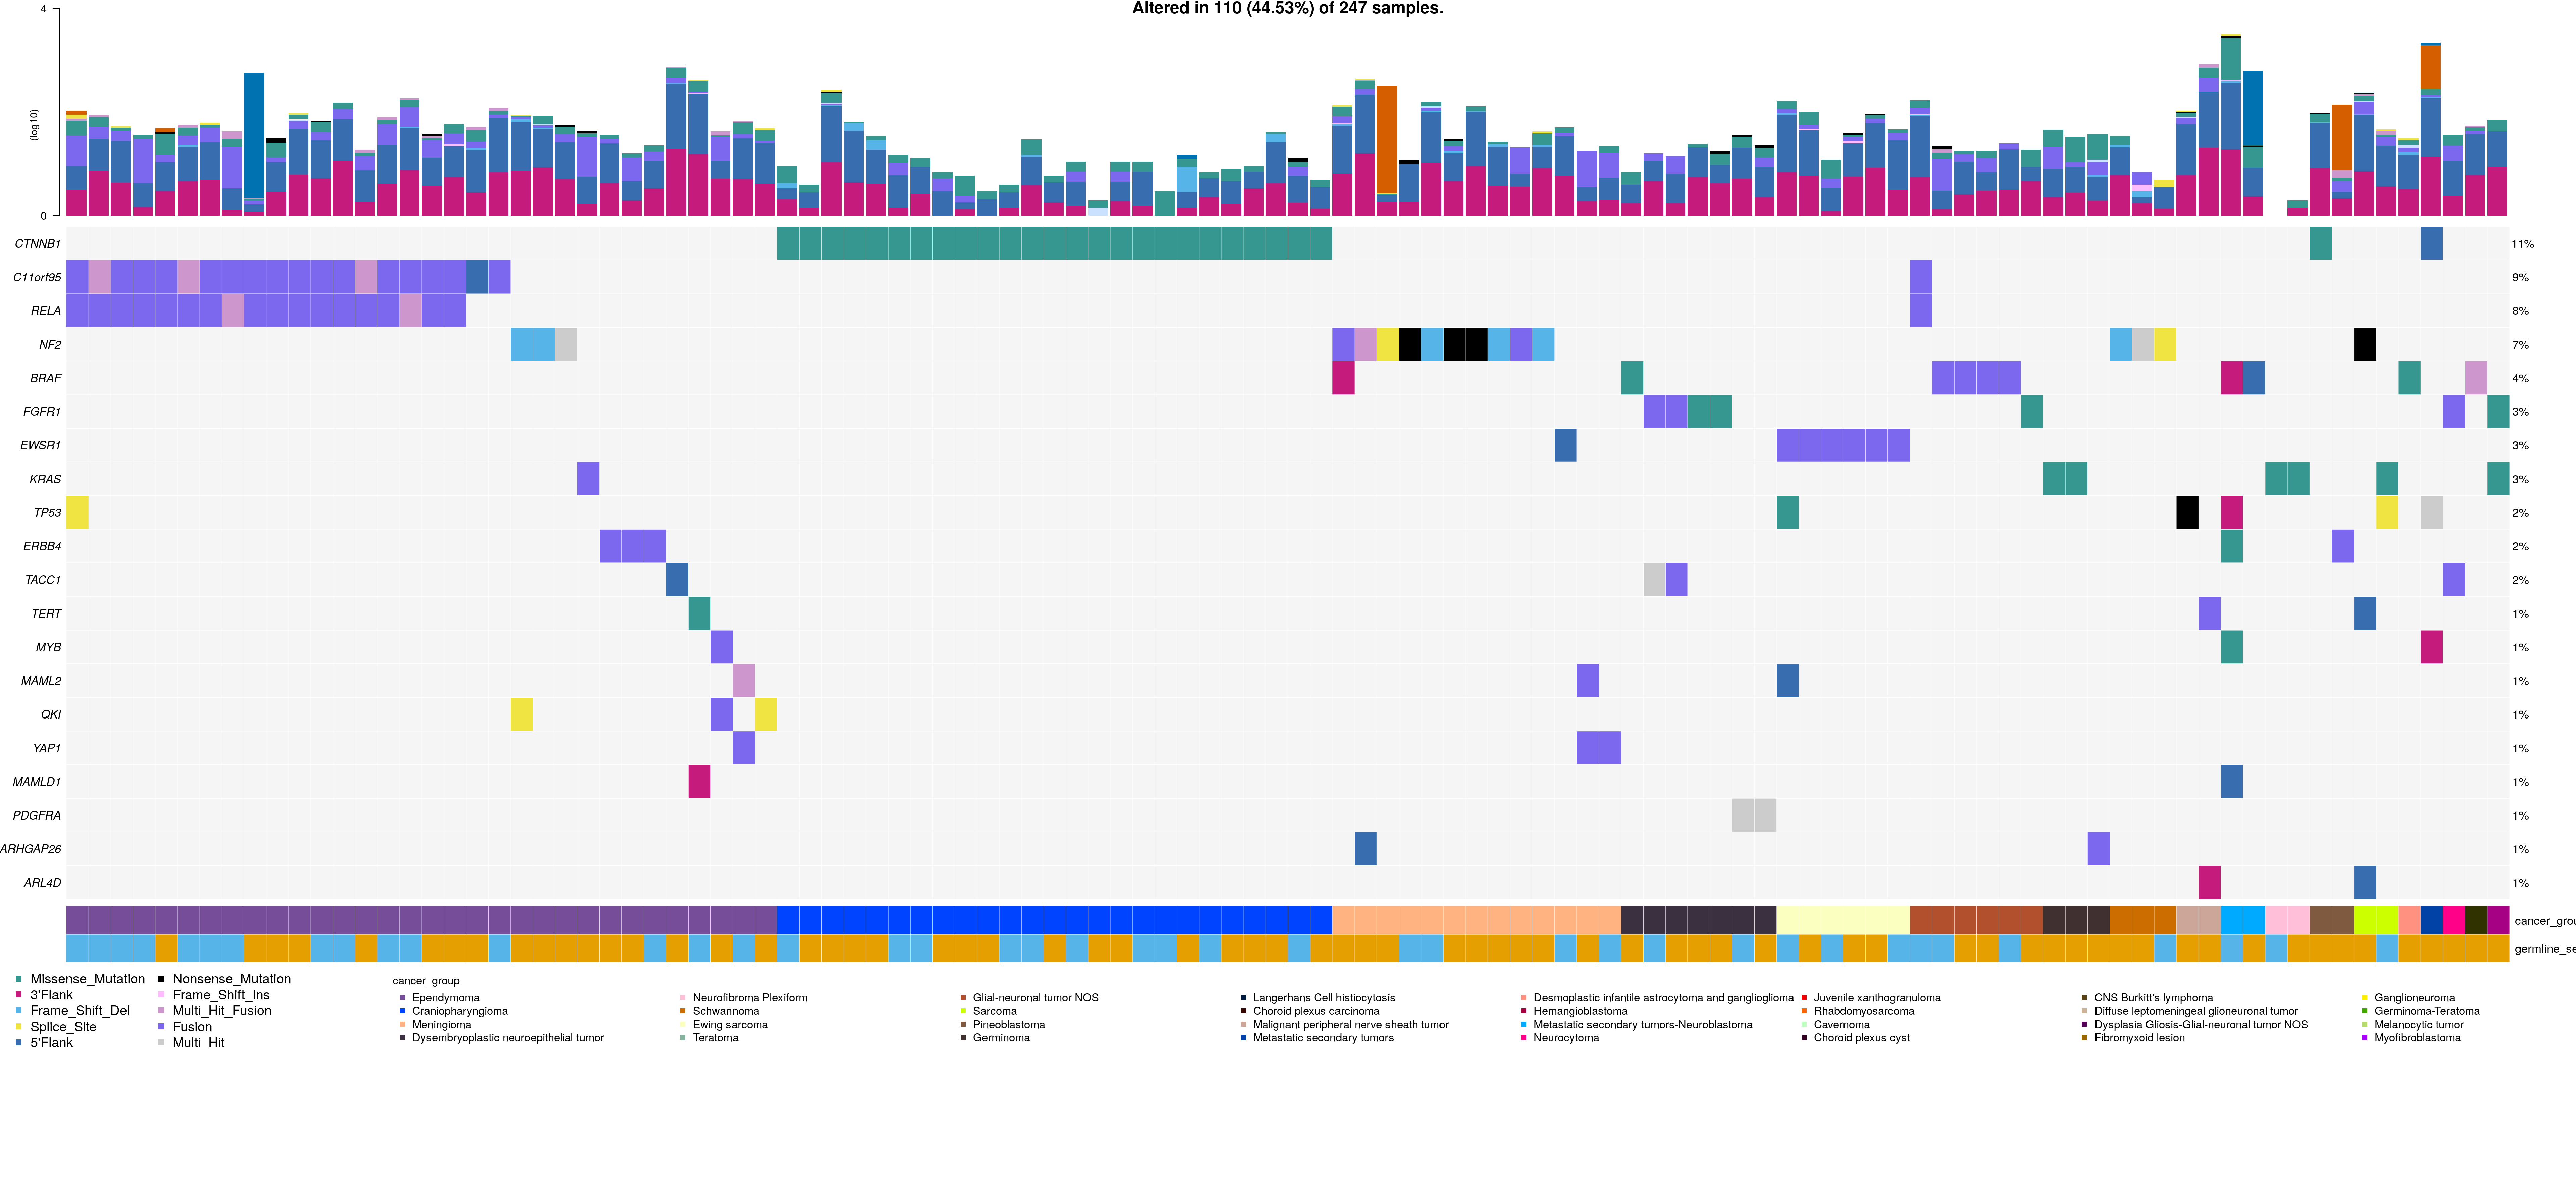 Altered in 110 (44.53%) of 247 samples.
4
(log10)
0
CTNNB1 11%
C11orf95 9%
RELA 8%
NF2 7%
BRAF 4%
FGFR1 3%
EWSR1 3%
KRAS 3%
TP53 2%
ERBB4 2%
TACC1 2%
TERT 1%
MYB 1%
MAML2 1%
QKI 1%
YAP1 1%
MAMLD1 1%
PDGFRA 1%
ARHGAP26 1%
ARL4D 1%
cancer_grou
germline_se
Missense_Mutation
3'Flank
Frame_Shift_Del
Splice_Site
5'Flank
Nonsense_Mutation
Frame_Shift_Ins
Multi_Hit_Fusion
Fusion
Multi_Hit
cancer_group
Ependymoma
Craniopharyngioma
Meningioma
Dysembryoplastic neuroepithelial tumor
Neurofibroma Plexiform
Schwannoma
Ewing sarcoma
Teratoma
Glial-neuronal tumor NOS
Sarcoma
Pineoblastoma
Germinoma
Langerhans Cell histiocytosis
Choroid plexus carcinoma
Malignant peripheral nerve sheath tumor
Metastatic secondary tumors
Desmoplastic infantile astrocytoma and ganglioglioma
Hemangioblastoma
Metastatic secondary tumors-Neuroblastoma
Neurocytoma
Juvenile xanthogranuloma
Rhabdomyosarcoma
Cavernoma
Choroid plexus cyst
CNS Burkitt's lymphoma
Diffuse leptomeningeal glioneuronal tumor
Dysplasia Gliosis-Glial-neuronal tumor NOS
Fibromyxoid lesion
Ganglioneuroma
Germinoma-Teratoma
Melanocytic tumor
Myofibroblastoma